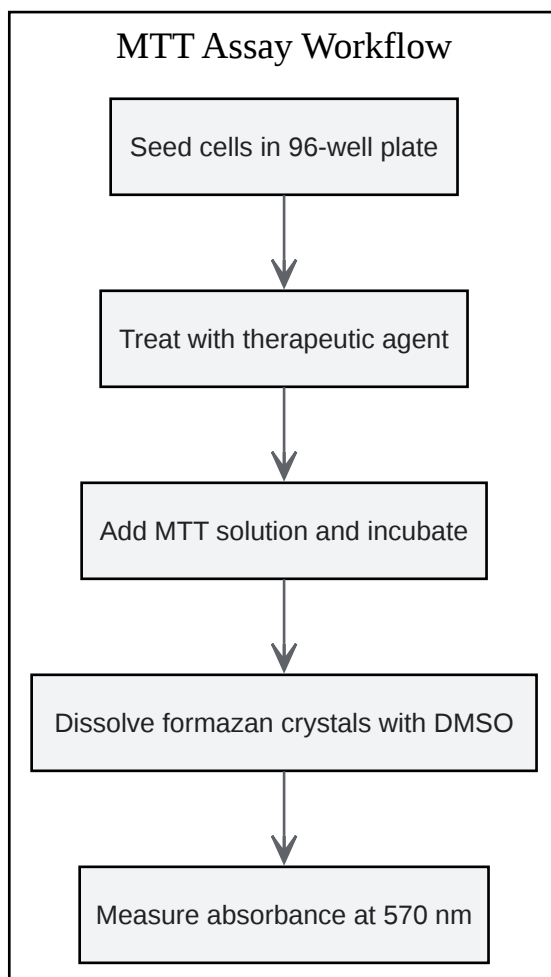 MTT Assay Workflow
Seed cells in 96-well plate
Treat with therapeutic agent
Add MTT solution and incubate
Dissolve formazan crystals with DMSO
Measure absorbance at 570 nm